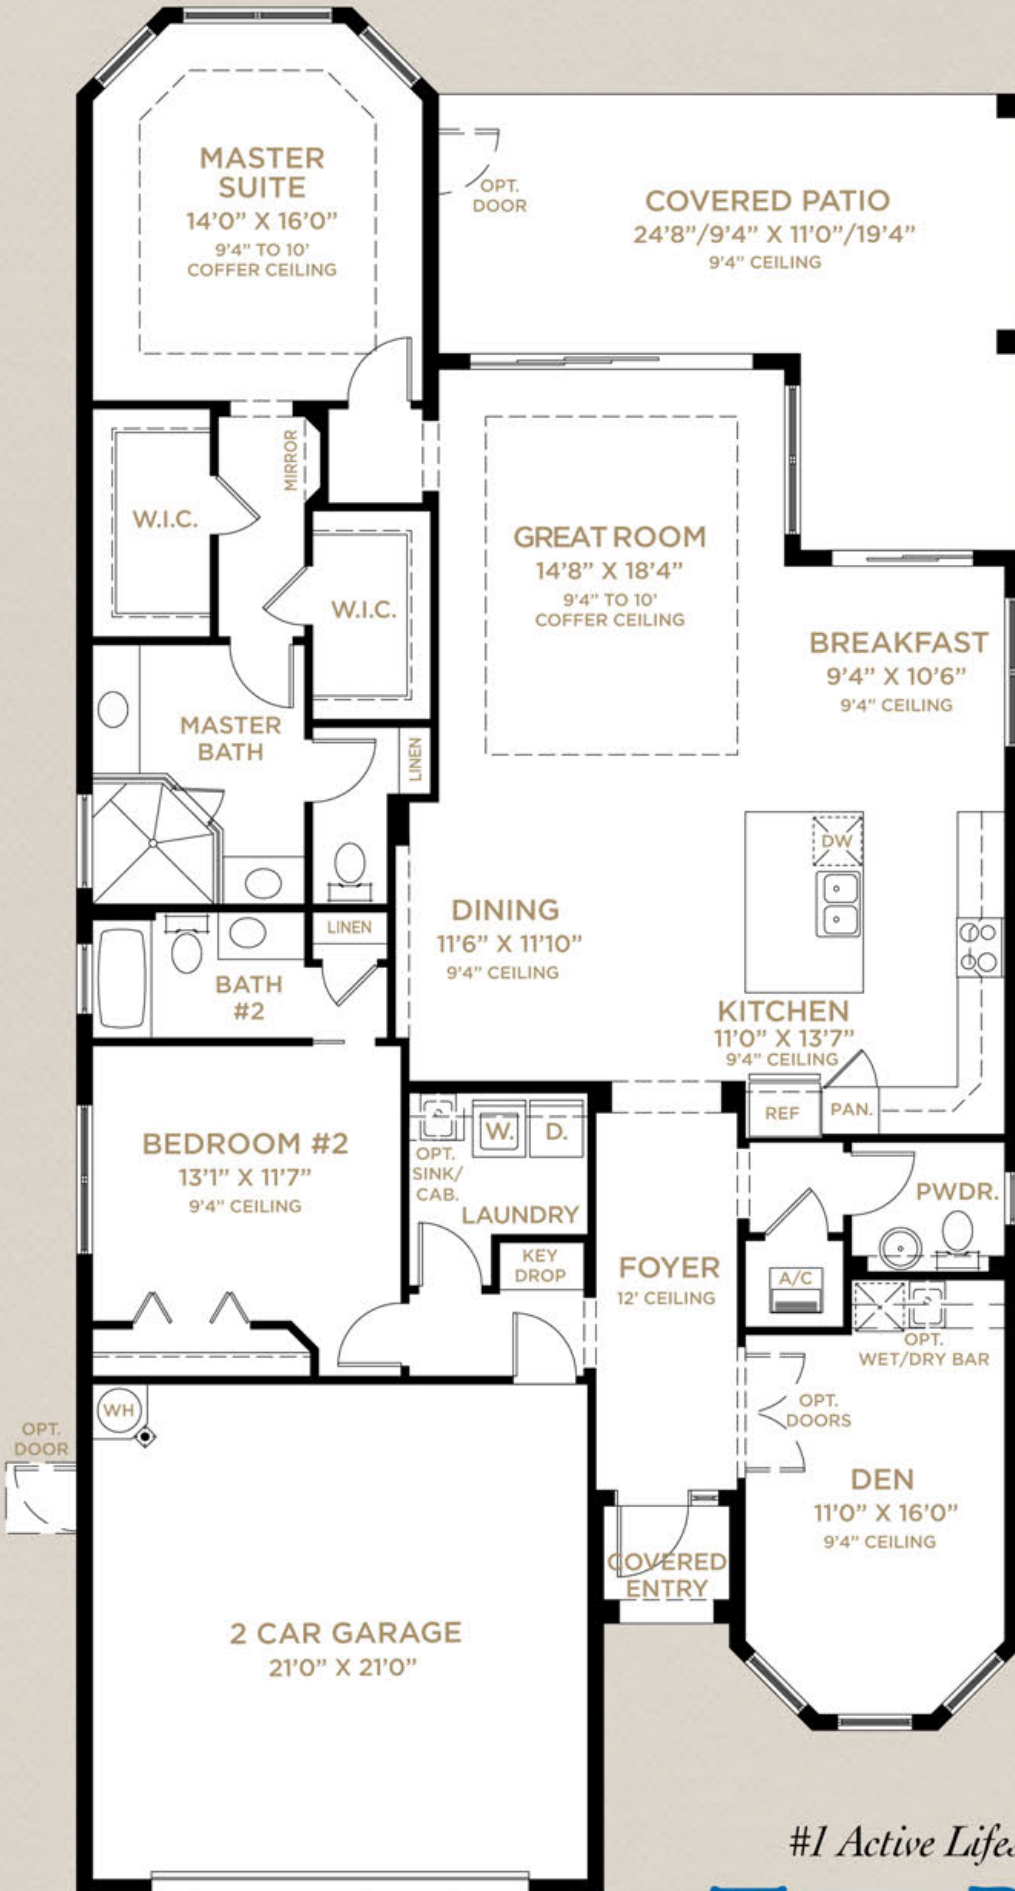 MASTER
SUITE
14'0" X 16'0"
9'4" TO 10'
COFFER CEILING
OPT.
DOOR
COVERED PATIO
24'8"/9'4" X 11'0"/19'4"
9'4" CEILING
MIRROR
W.I.C.
W.I.C.
GREAT ROOM
14'8" X 18'4"
9'4" TO 10'
COFFER CEILING
BREAKFAST
9'4" X 10'6"
9'4" CEILING
MASTER
BATH
LINEN
DW
DINING
11'6" X 11'10"
9'4" CEILING
LINEN
BATH
#2
KITCHEN
11'0" X 13'7"
9'4" CEILING
REF
PAN.
BEDROOM #2
13'1" X 11'7"
9'4" CEILING
W.
D.
OPT.
SINK/
CAB.
LAUNDRY
KEY
DROP
FOYER
12' CEILING
PWDR.
A/C
OPT.
WET/DRY BAR
OPT.
DOORS
WH
OPT.
DOOR
DEN
11'0" X 16'0"
9'4" CEILING
COVERED
ENTRY
2 CAR GARAGE
21'0" X 21'0"
#1 Active Lifes